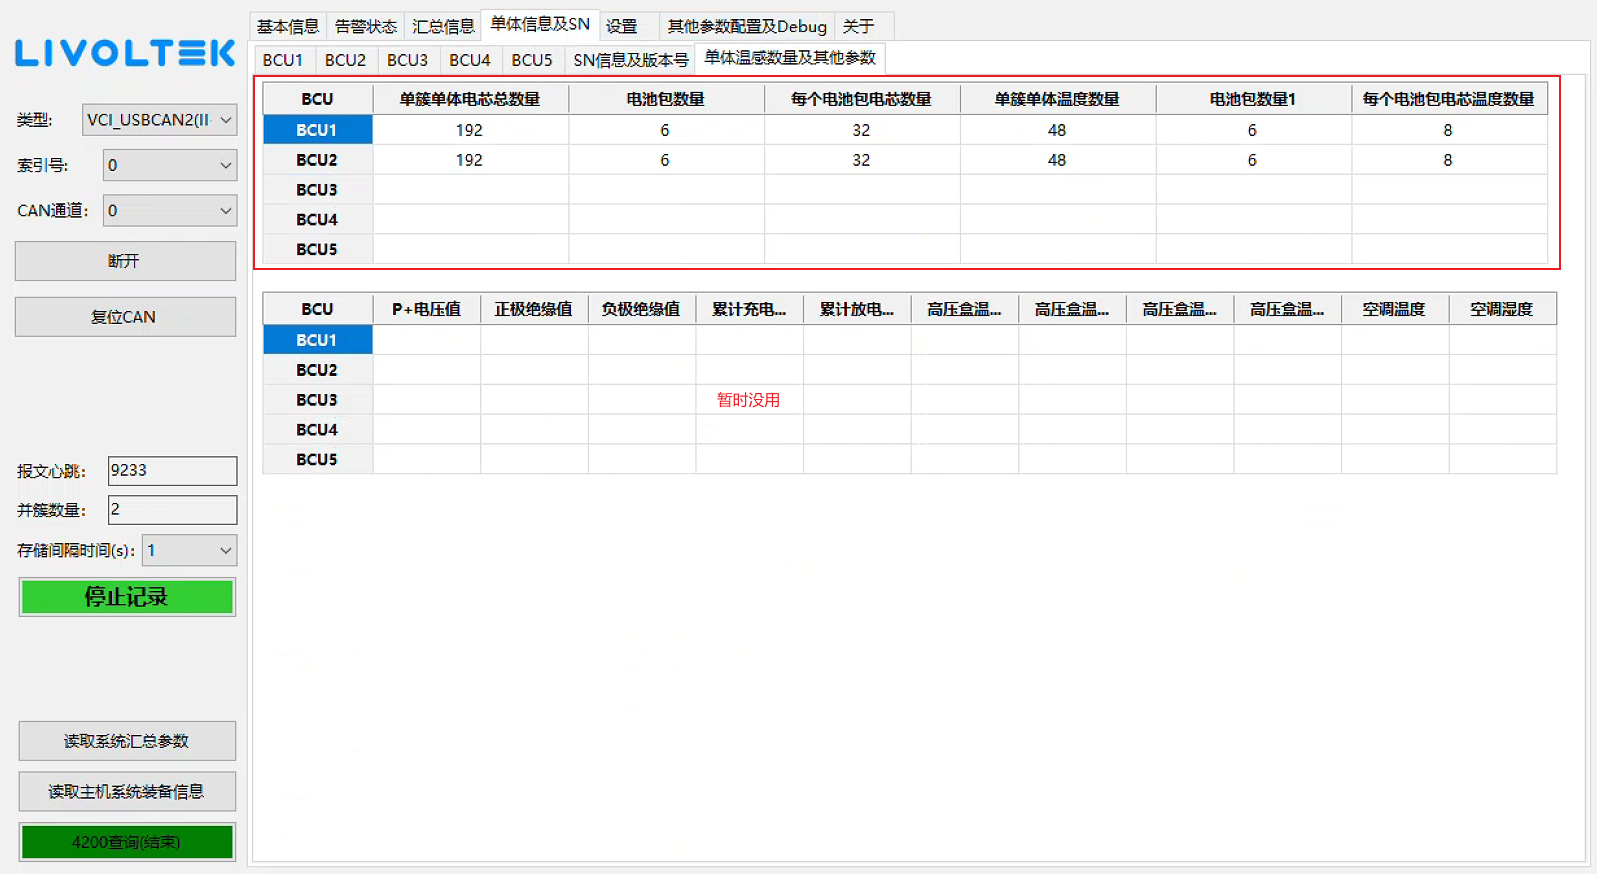 LIVOLTEK
基本信息 告警状态 汇总信息 单体信息及SN 设置 其他参数配置及Debug 关于
BCU1 BCU2 BCU3 BCU4 BCU5 SN信息及版本号 单体温感数量及其他参数
类型: VCI_USBCAN2(II
索引号: 0
CAN通道: 0
断开
复位CAN
报文心跳: 9233
并簇数量: 2
存储间隔时间(s): 1
停止记录
读取系统汇总参数
读取主机系统装备信息
4200查询(结束)
BCU 单簇单体电芯总数量 电池包数量 每个电池包电芯数量 单簇单体温度数量 电池包数量1 每个电池包电芯温度数量
BCU1 192 6 32 48 6 8
BCU2 192 6 32 48 6 8
BCU3
BCU4
BCU5
BCU P+电压值 正极绝缘值 负极绝缘值 累计充电... 累计放电... 高压盒温... 高压盒温... 高压盒温... 高压盒温... 空调温度 空调湿度
BCU1
BCU2
BCU3 暂时没用
BCU4
BCU5